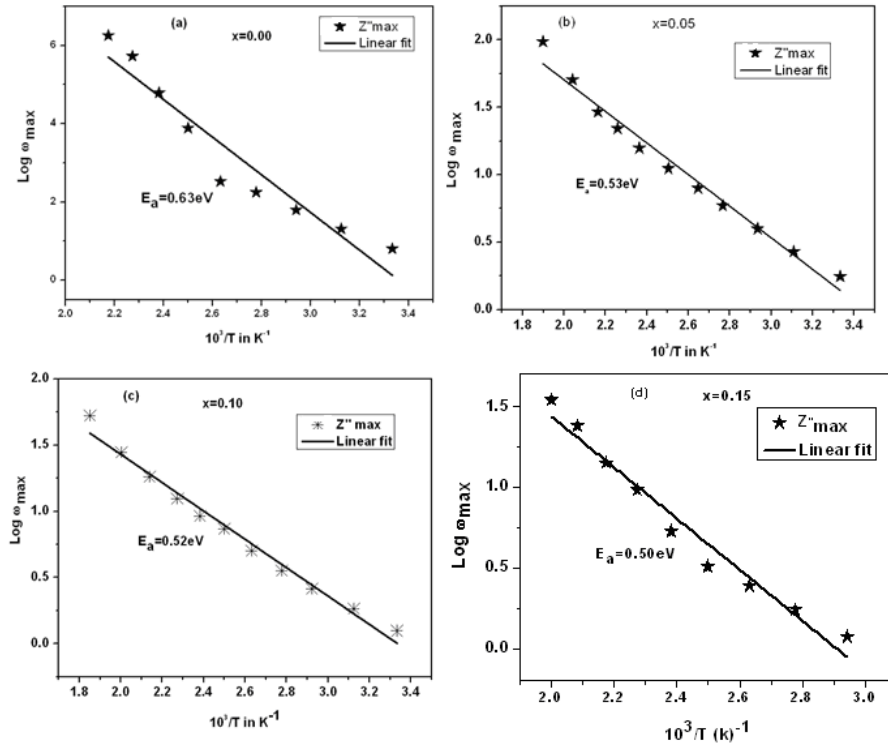 (a)
x=0.00
Z"max
Linear fit
6
4
2
0
Log ω max
Ea=0.63eV
2.0 2.2 2.4 2.6 2.8 3.0 3.2 3.4
10³/T in K⁻¹
(b)
x=0.05
Z"max
Linear fit
2.0
1.5
1.0
0.5
0.0
Log ω max
Ea=0.53eV
1.8 2.0 2.2 2.4 2.6 2.8 3.0 3.2 3.4
10³/T in K⁻¹
(c)
x=0.10
Z" max
Linear fit
2.0
1.5
1.0
0.5
0.0
Log ω max
Ea=0.52eV
2.0 2.2 2.4 2.6 2.8 3.0 3.2 3.4
10³/T in K⁻¹
(d)
x=0.15
Z"max
Linear fit
1.5
1.0
0.5
0.0
Log ωmax
Ea=0.50eV
2.0 2.2 2.4 2.6 2.8 3.0
10³/T (k)⁻¹